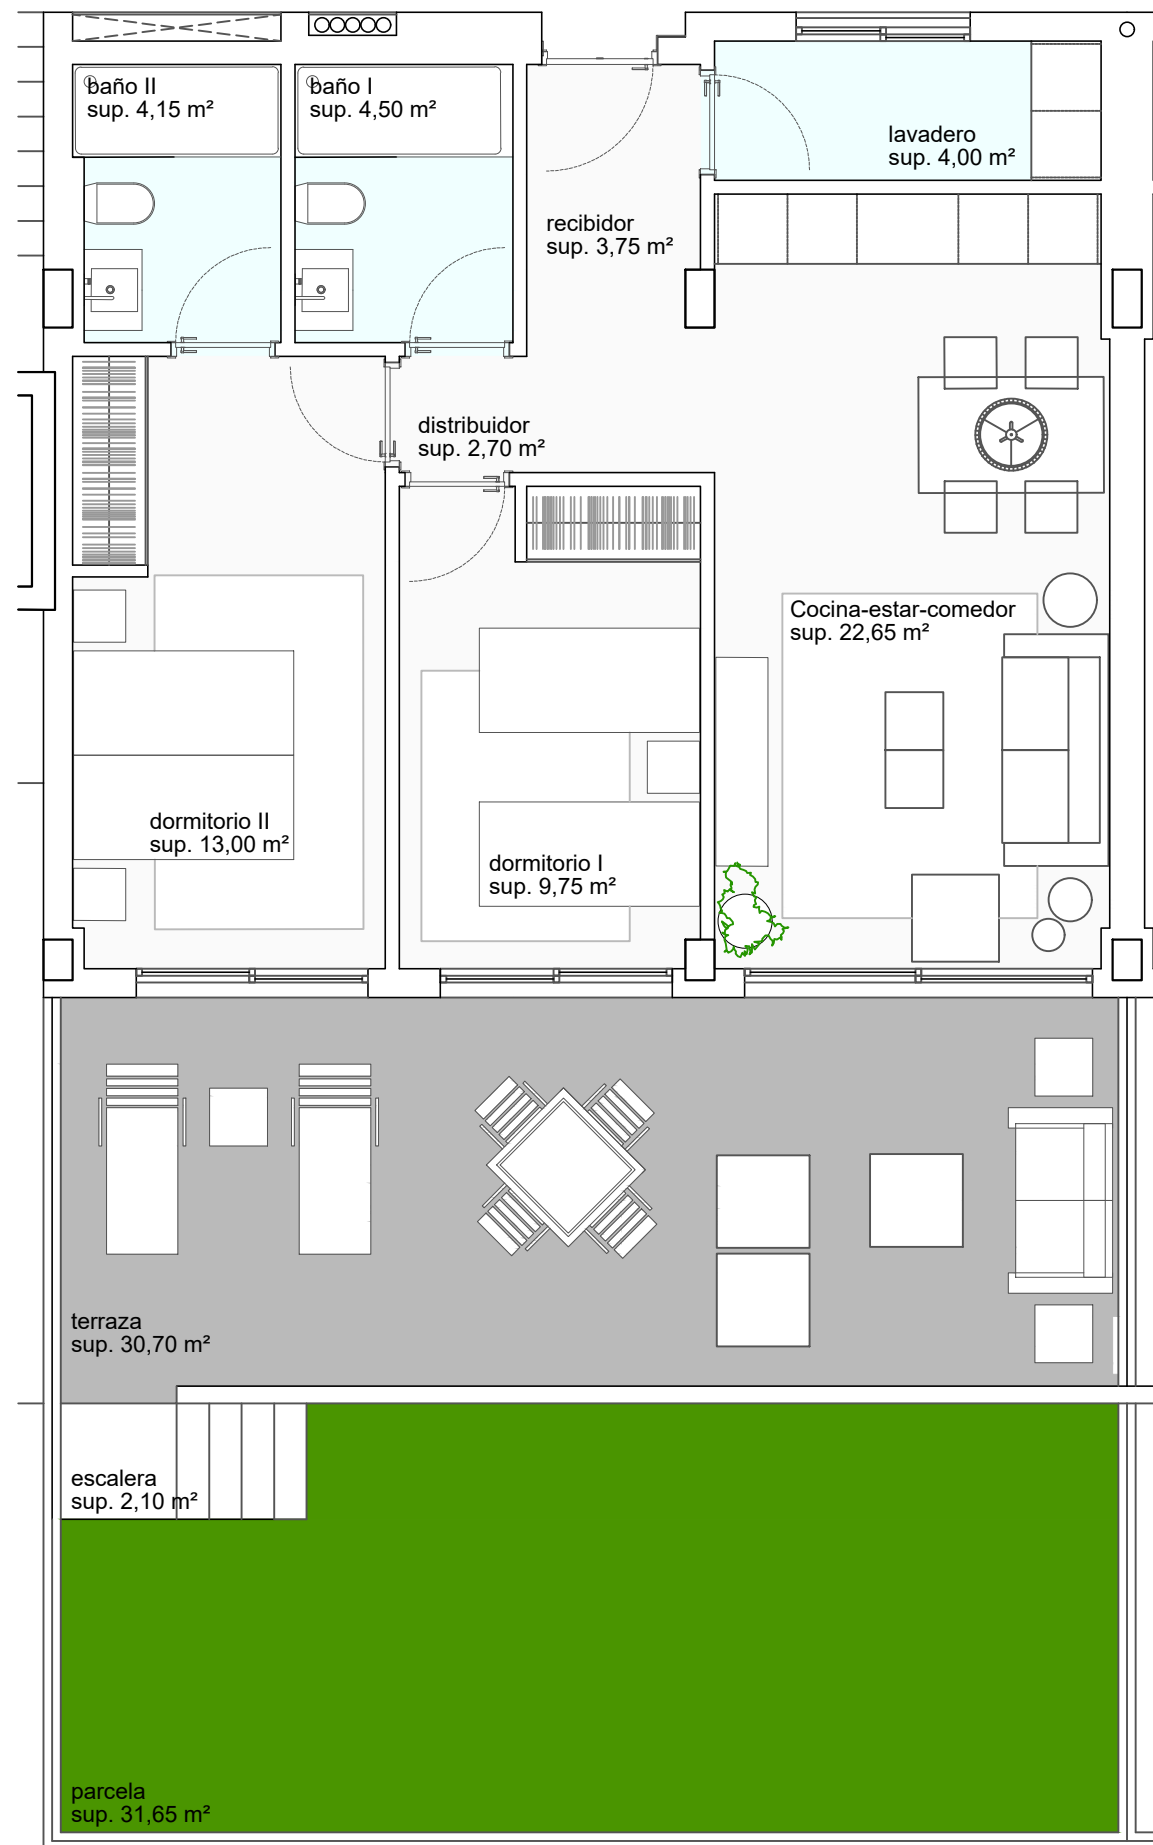 baño II
sup. 4,15 m²
baño I
sup. 4,50 m²
lavadero
sup. 4,00 m²
recibidor
sup. 3,75 m²
distribuidor
sup. 2,70 m²
Cocina-estar-comedor
sup. 22,65 m²
dormitorio II
sup. 13,00 m²
dormitorio I
sup. 9,75 m²
terraza
sup. 30,70 m²
escalera
sup. 2,10 m²
parcela
sup. 31,65 m²